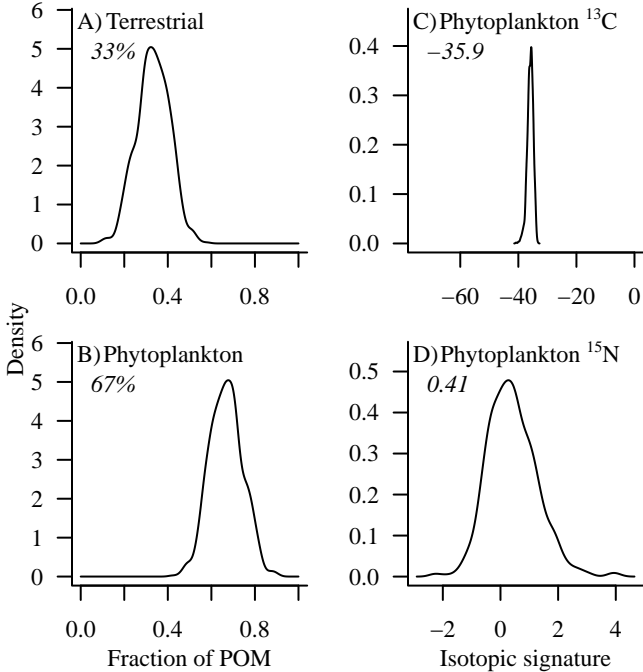 A) Terrestrial
33%
6
5
4
3
2
1
0
0.0 0.4 0.8
C) Phytoplankton ¹³C
−35.9
0.4
0.3
0.2
0.1
0.0
−60 −40 −20 0
Density
B) Phytoplankton
67%
6
5
4
3
2
1
0
0.0 0.4 0.8
Fraction of POM
D) Phytoplankton ¹⁵N
0.41
0.5
0.4
0.3
0.2
0.1
0.0
−2 0 2 4
Isotopic signature